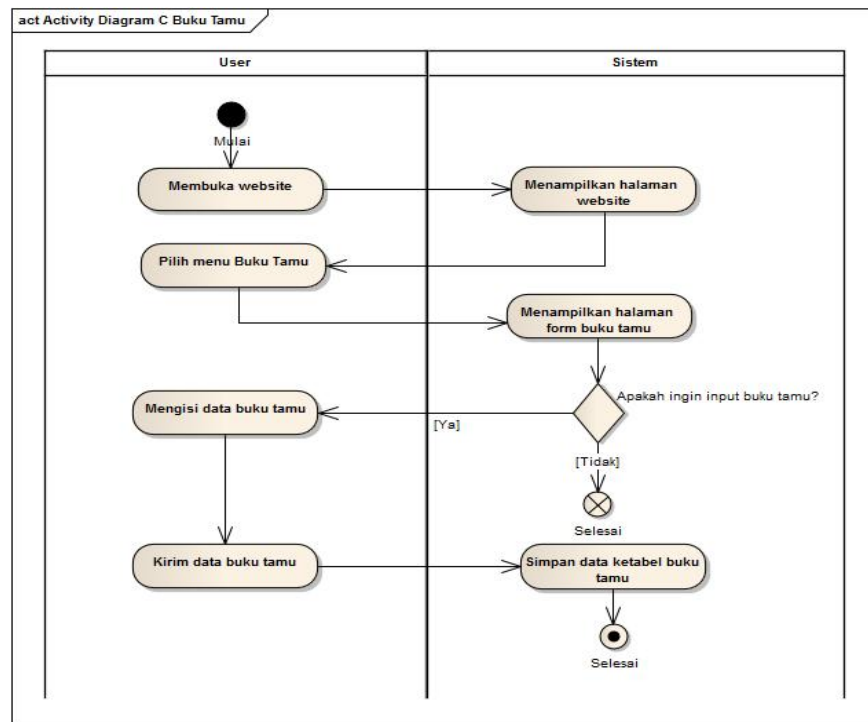 act Activity Diagram C Buku Tamu
User
Sistem
Mulai
Membuka website
Menampilkan halaman
website
Pilih menu Buku Tamu
Menampilkan halaman
form buku tamu
Apakah ingin input buku tamu?
Mengisi data buku tamu
[Ya]
[Tidak]
Selesai
Kirim data buku tamu
Simpan data ketabel buku
tamu
Selesai